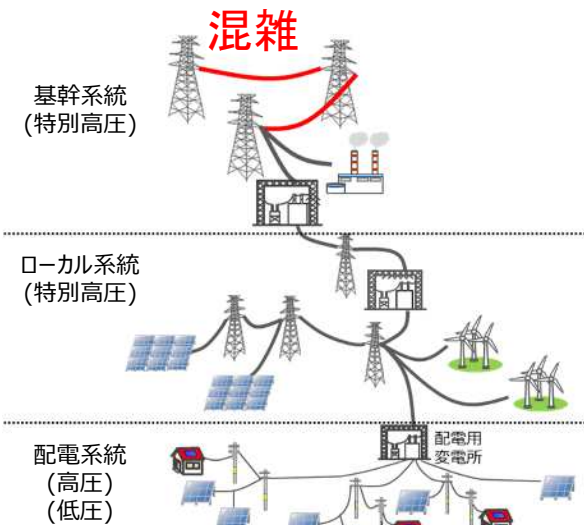 混雑
基幹系統
(特別高圧)
ローカル系統
(特別高圧)
配電用
変電所
配電系統
(高圧)
(低圧)